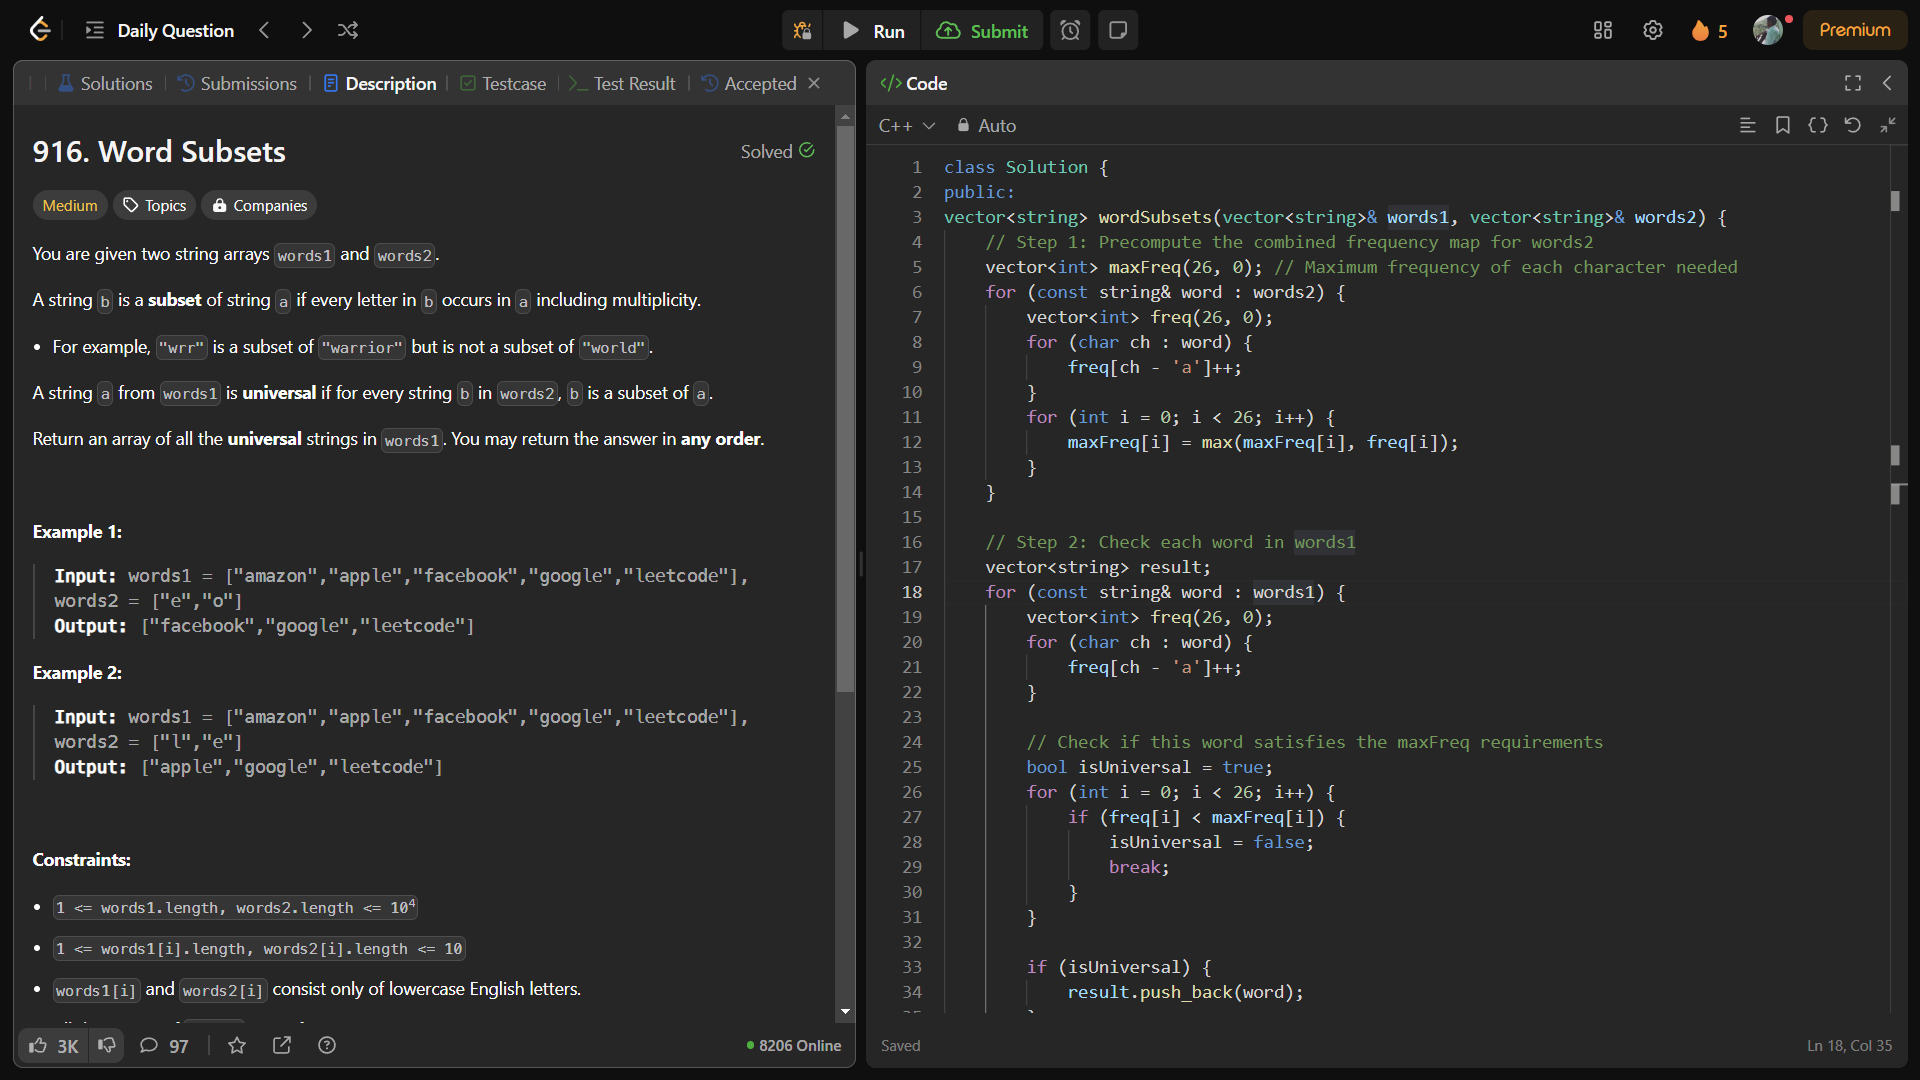 Daily Question
Run
Submit
5
Premium
Solutions
Submissions
Description
Testcase
Test Result
Accepted
916. Word Subsets
Solved
Medium
Topics
Companies
You are given two string arrays words1 and words2.
A string b is a subset of string a if every letter in b occurs in a including multiplicity.
• For example, "wrr" is a subset of "warrior" but is not a subset of "world".
A string a from words1 is universal if for every string b in words2, b is a subset of a.
Return an array of all the universal strings in words1. You may return the answer in any order.
Example 1:
Input: words1 = ["amazon","apple","facebook","google","leetcode"],
words2 = ["e","o"]
Output: ["facebook","google","leetcode"]
Example 2:
Input: words1 = ["amazon","apple","facebook","google","leetcode"],
words2 = ["l","e"]
Output: ["apple","google","leetcode"]
Constraints:
• 1 <= words1.length, words2.length <= 10⁴
• 1 <= words1[i].length, words2[i].length <= 10
• words1[i] and words2[i] consist only of lowercase English letters.
3K
97
8206 Online
</> Code
C++
Auto
1 class Solution {
2 public:
3 vector<string> wordSubsets(vector<string>& words1, vector<string>& words2) {
4     // Step 1: Precompute the combined frequency map for words2
5     vector<int> maxFreq(26, 0); // Maximum frequency of each character needed
6     for (const string& word : words2) {
7         vector<int> freq(26, 0);
8         for (char ch : word) {
9             freq[ch - 'a']++;
10         }
11         for (int i = 0; i < 26; i++) {
12             maxFreq[i] = max(maxFreq[i], freq[i]);
13         }
14     }
15
16     // Step 2: Check each word in words1
17     vector<string> result;
18     for (const string& word : words1) {
19         vector<int> freq(26, 0);
20         for (char ch : word) {
21             freq[ch - 'a']++;
22         }
23
24         // Check if this word satisfies the maxFreq requirements
25         bool isUniversal = true;
26         for (int i = 0; i < 26; i++) {
27             if (freq[i] < maxFreq[i]) {
28                 isUniversal = false;
29                 break;
30             }
31         }
32
33         if (isUniversal) {
34             result.push_back(word);
Saved
Ln 18, Col 35